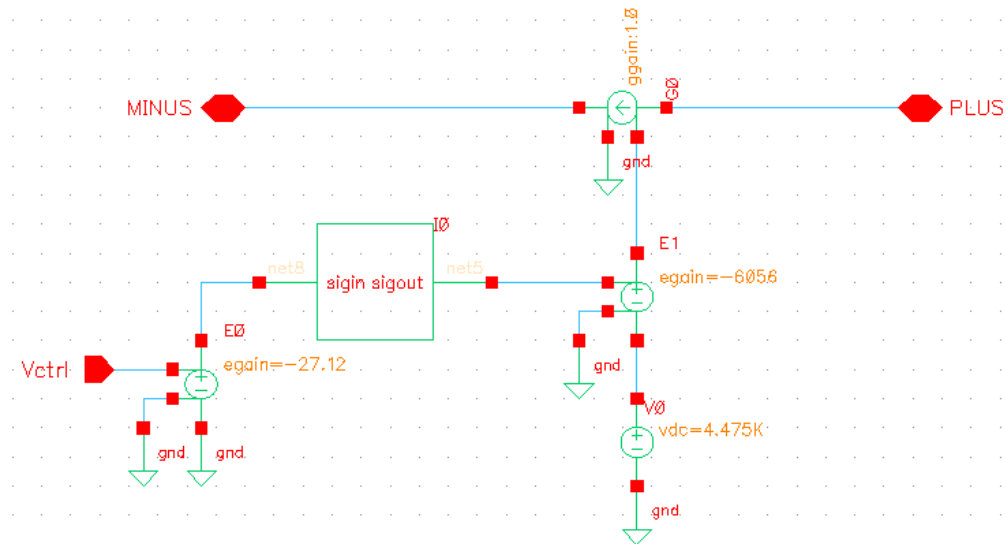 ggain:1.0
G0
MINUS
PLUS
gnd
I0
E1
net8
sigin sigout
net5
egain=-6056
E0
Vctrl
egain=-27.12
gnd
V0
vdc=4.475K
gnd
gnd
gnd